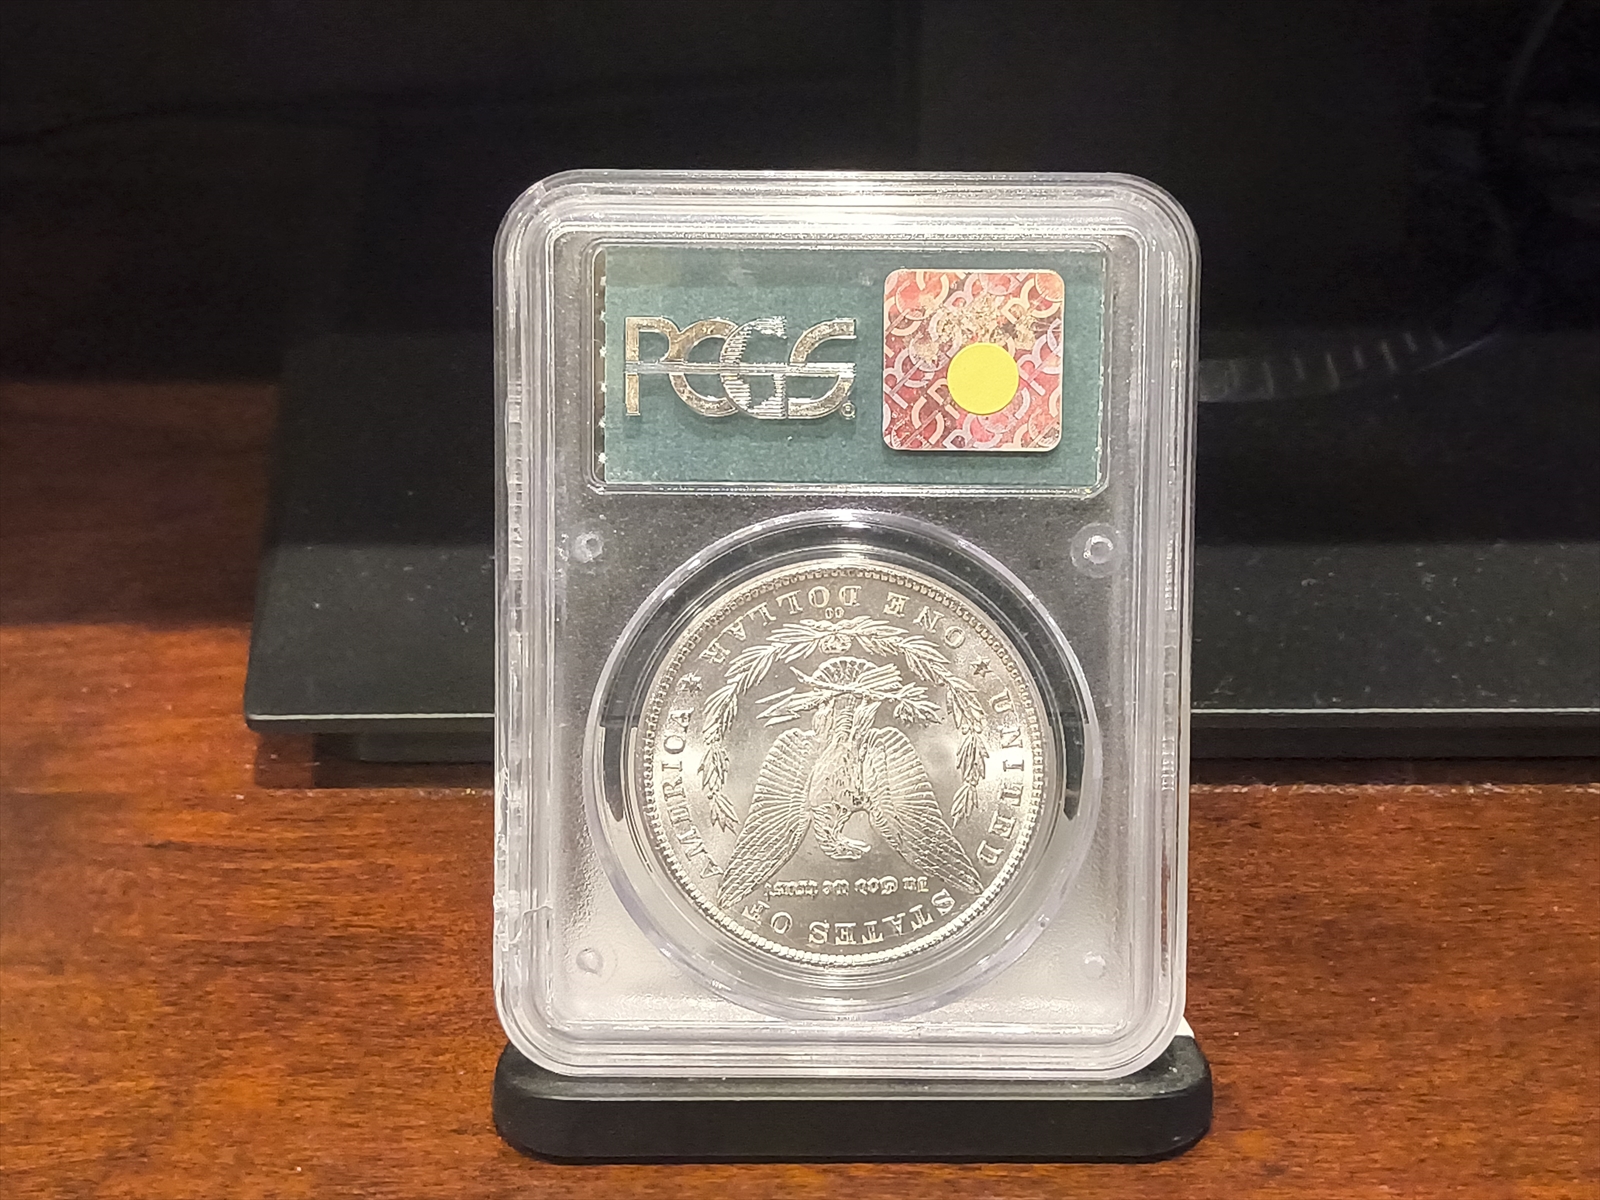 PCGS
®
UNITED STATES OF AMERICA
In God we trust
ONE DOLLAR